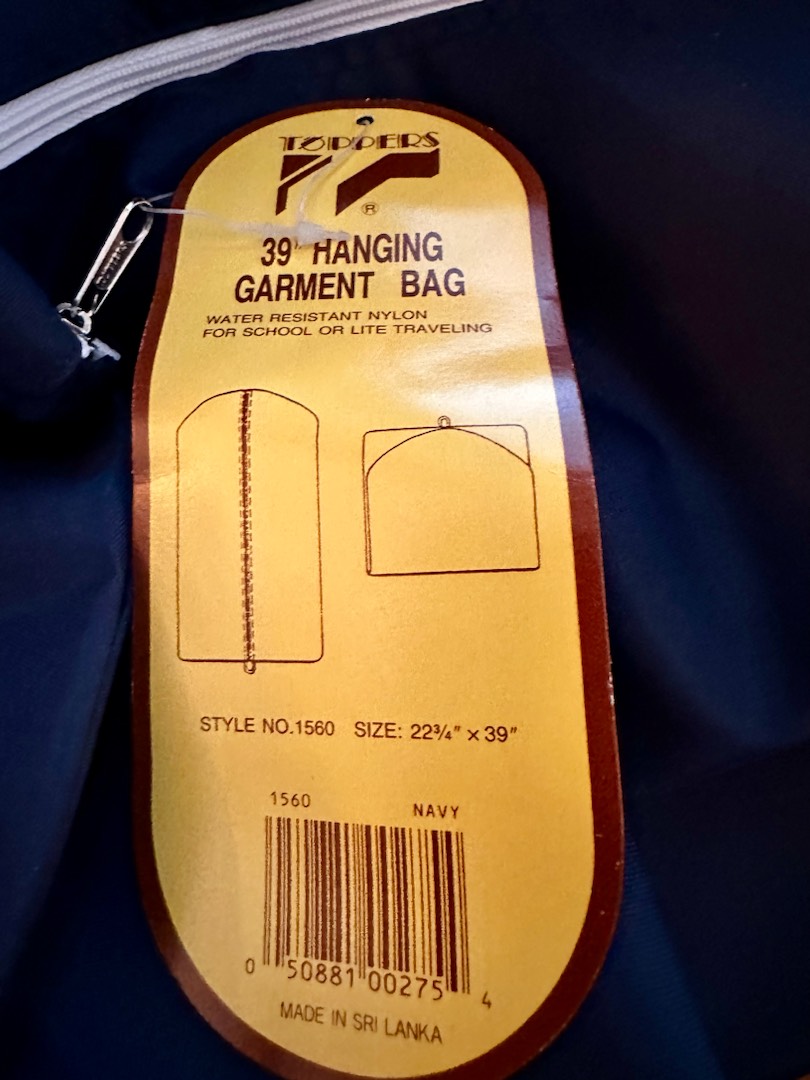 TOPPERS
®
39" HANGING
GARMENT BAG
WATER RESISTANT NYLON
FOR SCHOOL OR LITE TRAVELING
STYLE NO.1560 SIZE: 22¾" × 39"
1560 NAVY
0 50881 00275 4
MADE IN SRI LANKA